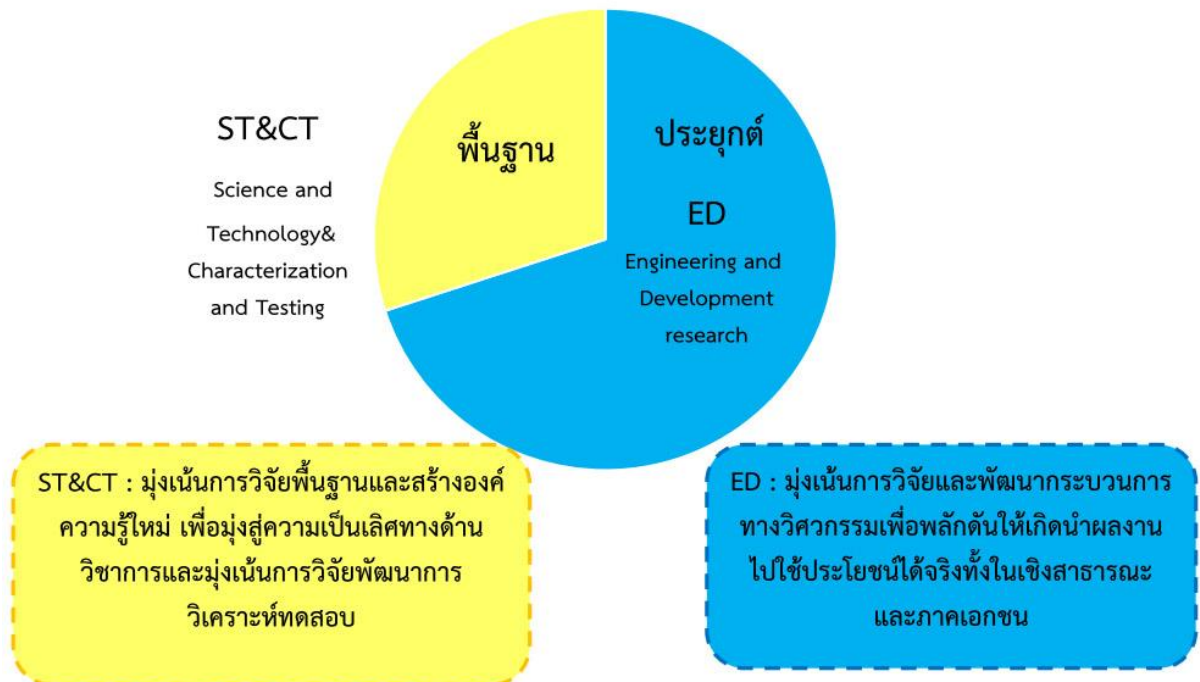 ST&CT
Science and
Technology&
Characterization
and Testing
พื้นฐาน
ประยุกต์
ED
Engineering and
Development
research
ST&CT : มุ่งเน้นการวิจัยพื้นฐานและสร้างองค์
ความรู้ใหม่ เพื่อมุ่งสู่ความเป็นเลิศทางด้าน
วิชาการและมุ่งเน้นการวิจัยพัฒนาการ
วิเคราะห์ทดสอบ
ED : มุ่งเน้นการวิจัยและพัฒนากระบวนการ
ทางวิศวกรรมเพื่อพลักดันให้เกิดนำผลงาน
ไปใช้ประโยชน์ได้จริงทั้งในเชิงสาธารณะ
และภาคเอกชน